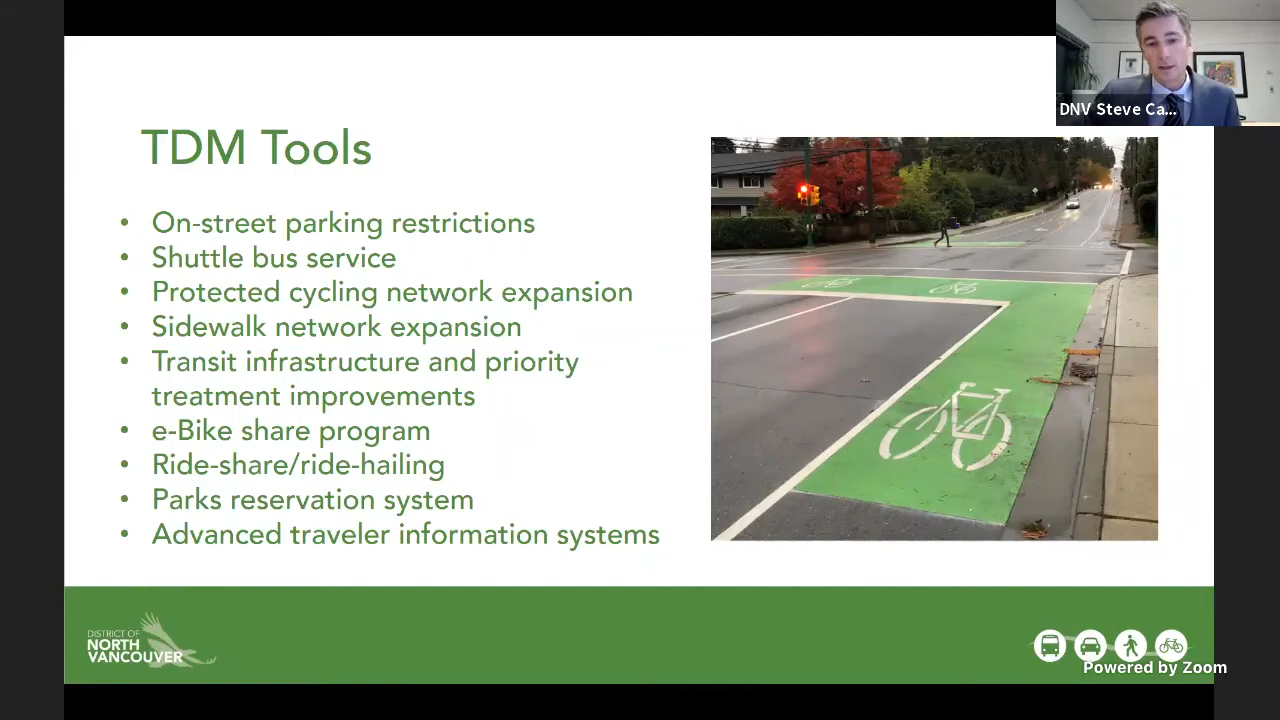 DNV Steve Ca...
TDM Tools
• On-street parking restrictions
• Shuttle bus service
• Protected cycling network expansion
• Sidewalk network expansion
• Transit infrastructure and priority
treatment improvements
• e-Bike share program
• Ride-share/ride-hailing
• Parks reservation system
• Advanced traveler information systems
DISTRICT OF
NORTH
VANCOUVER
Powered by Zoom